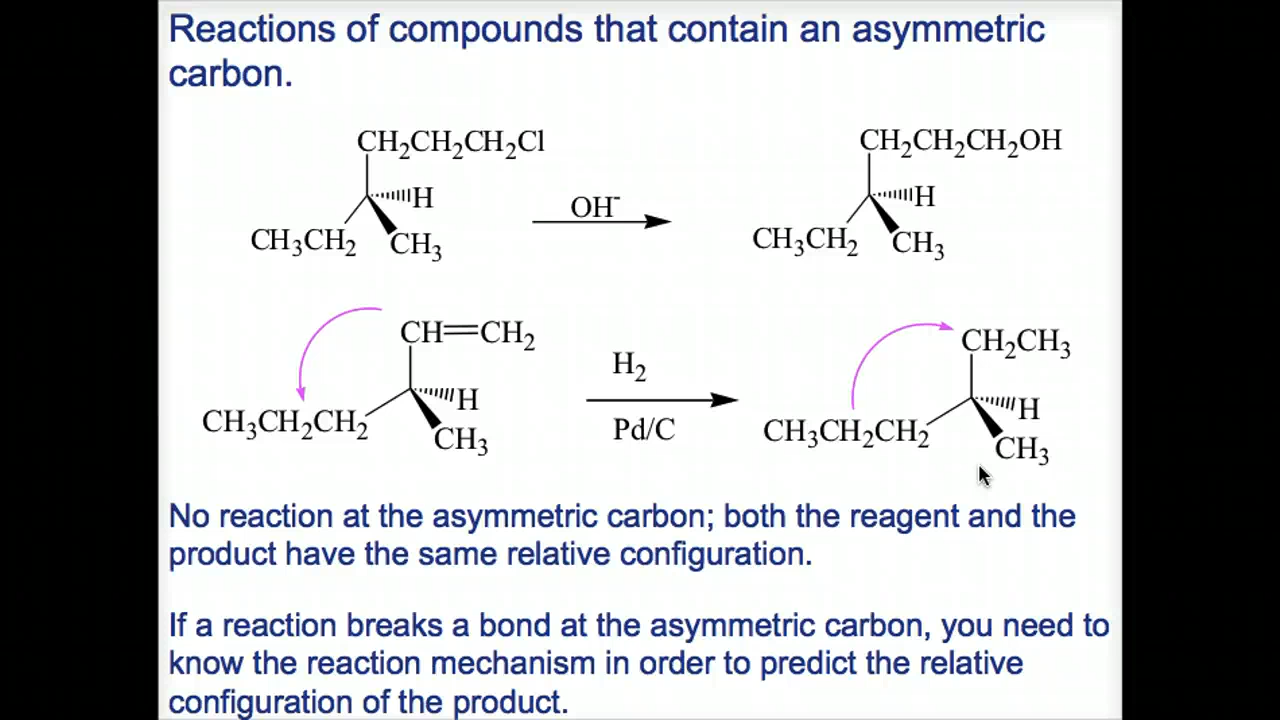 Reactions of compounds that contain an asymmetric
carbon.
CH₂CH₂CH₂Cl
H
CH₃CH₂
CH₃
OH⁻
CH₂CH₂CH₂OH
H
CH₃CH₂
CH₃
CH=CH₂
H
CH₃CH₂CH₂
CH₃
H₂
Pd/C
CH₂CH₃
H
CH₃CH₂CH₂
CH₃
No reaction at the asymmetric carbon; both the reagent and the
product have the same relative configuration.
If a reaction breaks a bond at the asymmetric carbon, you need to
know the reaction mechanism in order to predict the relative
configuration of the product.